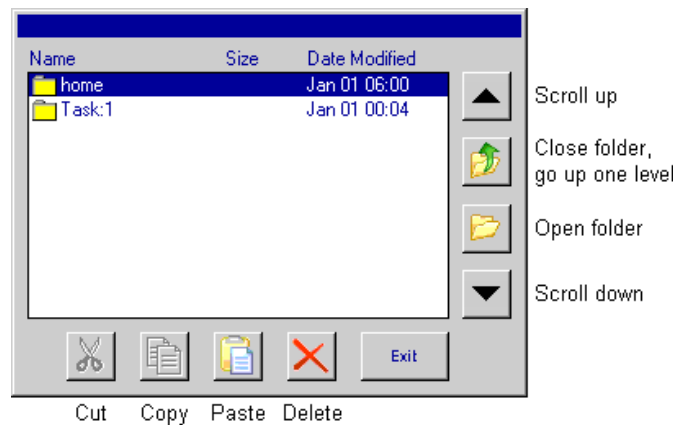 Name Size Date Modified
home Jan 01 06:00
Task:1 Jan 01 00:04
Scroll up
Close folder,
go up one level
Open folder
Scroll down
Exit
Cut Copy Paste Delete